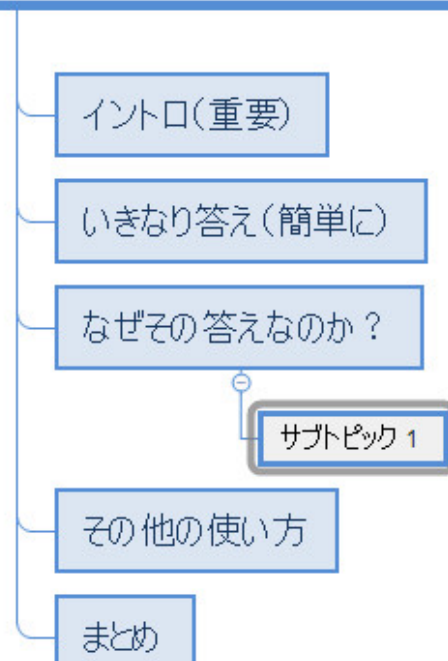 イントロ(重要)
いきなり答え(簡単に)
なぜその答えなのか?
サブトピック 1
その他の使い方
まとめ